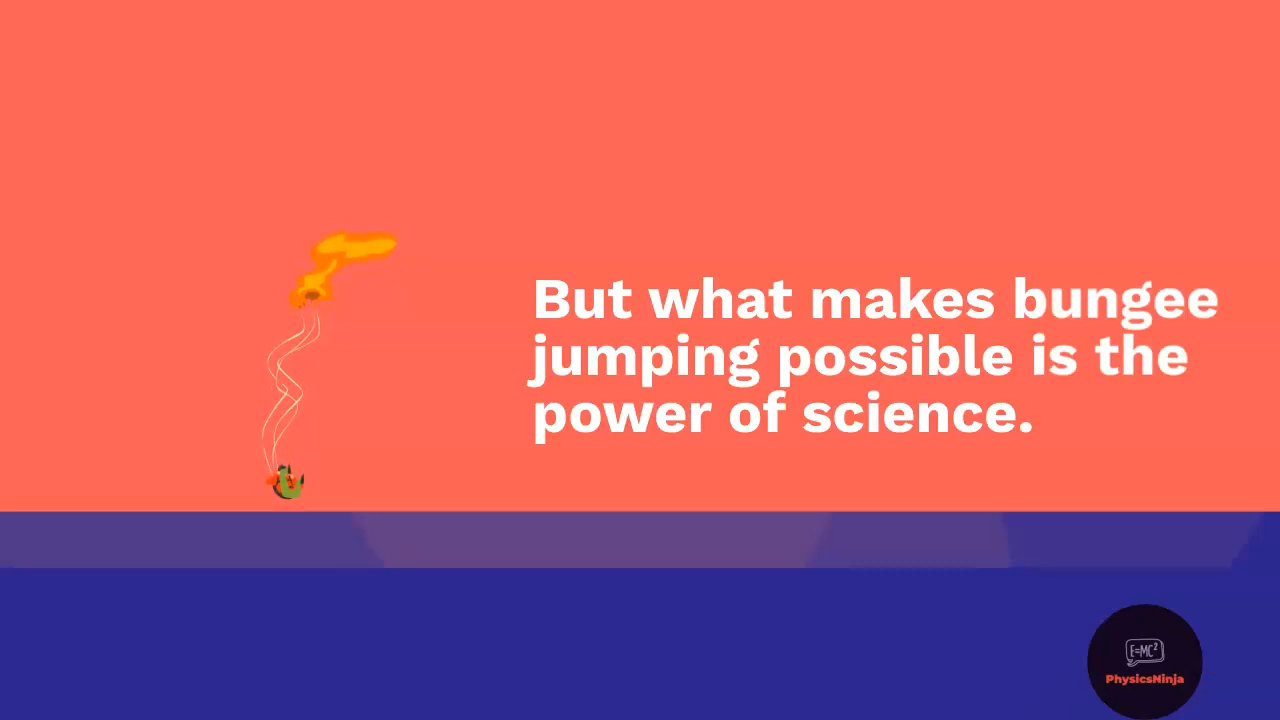 But what makes bungee
jumping possible is the
power of science.
E=MC²
PhysicsNinja